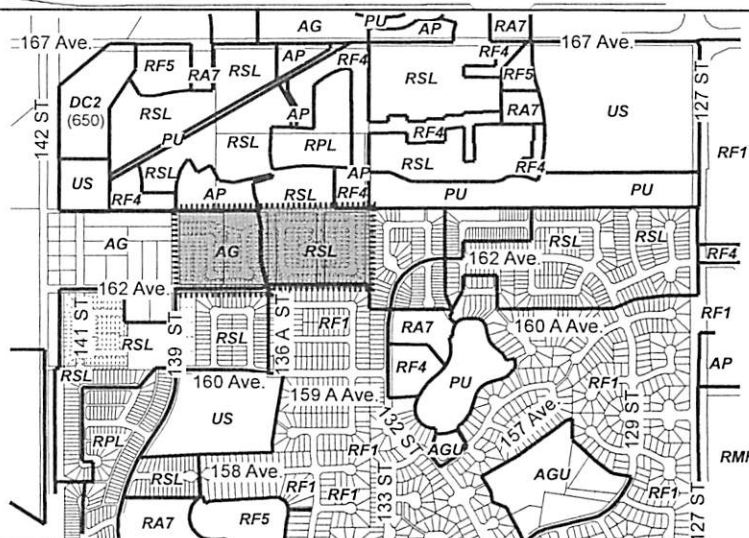 AG
PU
AP
RA7
167 Ave.
RF5
RA7
RSL
AP
RF4
RSL
RF4
RF5
167 Ave.
DC2
(650)
RSL
PU
RSL
AP
RPL
RF4
RSL
RA7
RF4
US
127 ST
RF1
142 ST
US
RF4
RSL
AP
RSL
AP
RF4
PU
PU
AG
AG
RSL
RSL
RSL
162 Ave.
RF4
162 Ave.
141 ST
RSL
139 ST
RSL
136 A ST
RF1
RA7
160 A Ave.
RF1
RSL
160 Ave.
RF4
PU
RF1
AP
159 A Ave.
132 ST
157 Ave.
129 ST
RPL
US
RF1
AGU
RSL
158 Ave.
RF1
RF1
133 ST
AGU
RF1
127 ST
RA7
RF5